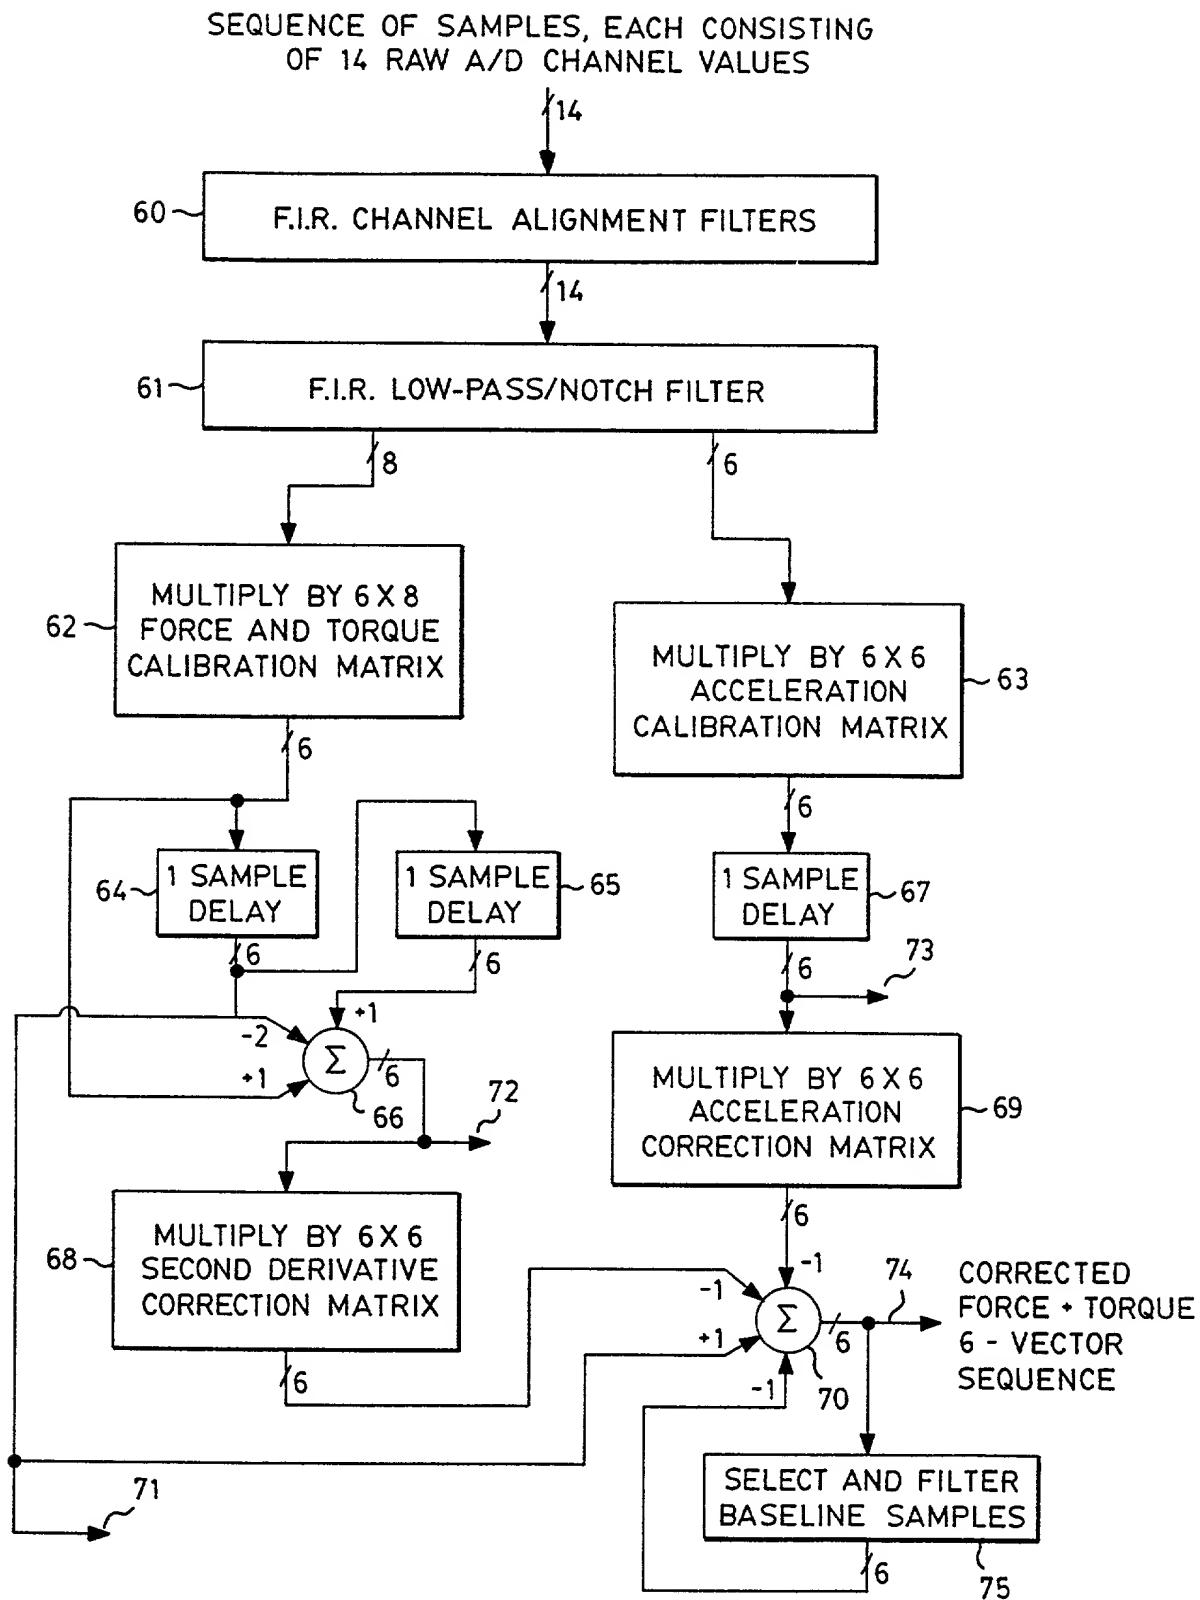 SEQUENCE OF SAMPLES, EACH CONSISTING
OF 14 RAW A/D CHANNEL VALUES
14
60
F.I.R. CHANNEL ALIGNMENT FILTERS
14
61
F.I.R. LOW-PASS/NOTCH FILTER
8
6
62
MULTIPLY BY 6 X 8
FORCE AND TORQUE
CALIBRATION MATRIX
63
MULTIPLY BY 6 X 6
ACCELERATION
CALIBRATION MATRIX
6
6
64
1 SAMPLE
DELAY
65
1 SAMPLE
DELAY
67
1 SAMPLE
DELAY
6
6
6
73
+1
-2
+1
Σ
6
66
72
MULTIPLY BY 6 X 6
ACCELERATION
CORRECTION MATRIX
69
68
MULTIPLY BY 6 X 6
SECOND DERIVATIVE
CORRECTION MATRIX
6
-1
-1
+1
-1
Σ
6
70
74
CORRECTED
FORCE + TORQUE
6 - VECTOR
SEQUENCE
6
71
SELECT AND FILTER
BASELINE SAMPLES
6
75